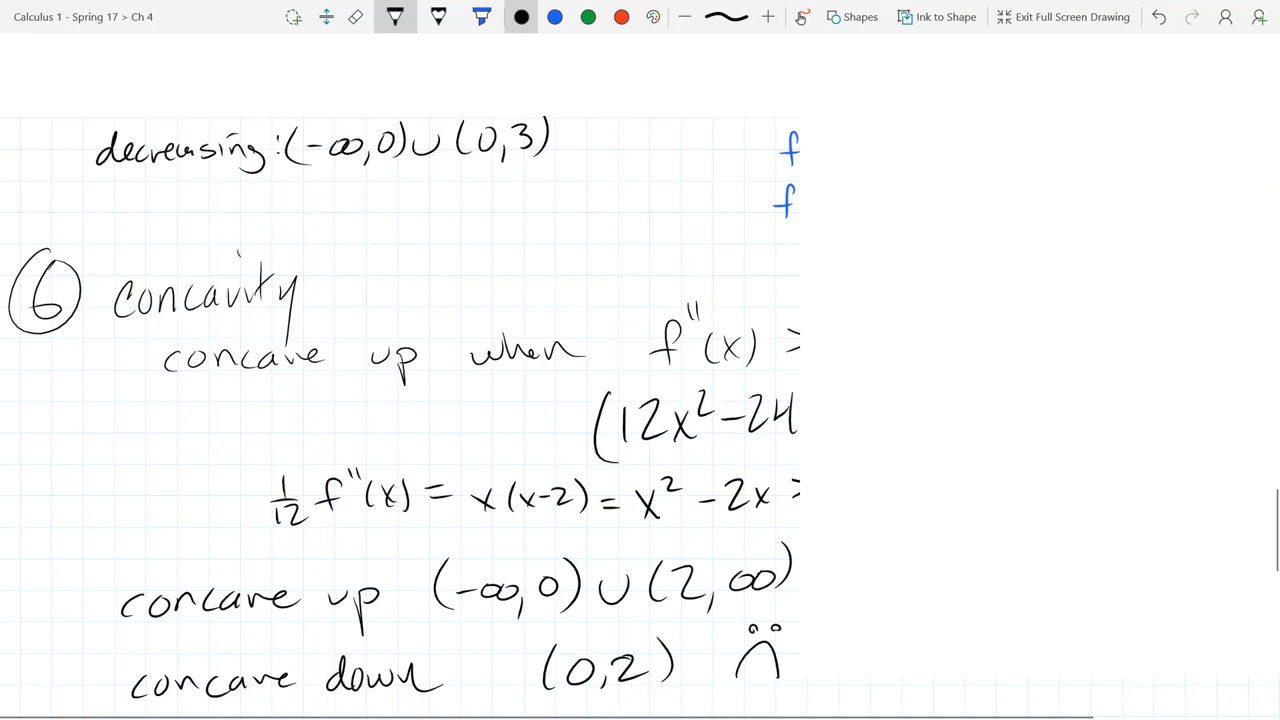 Calculus 1 - Spring 17 > Ch 4
Shapes
Ink to Shape
Exit Full Screen Drawing
decreasing: (-∞,0)∪(0,3)
f
f
6 concavity
concave up when f''(x) >
(12x² - 24
1/12 f''(x) = x(x-2) = x² - 2x >
concave up (-∞,0) ∪ (2,∞)
concave down (0,2)